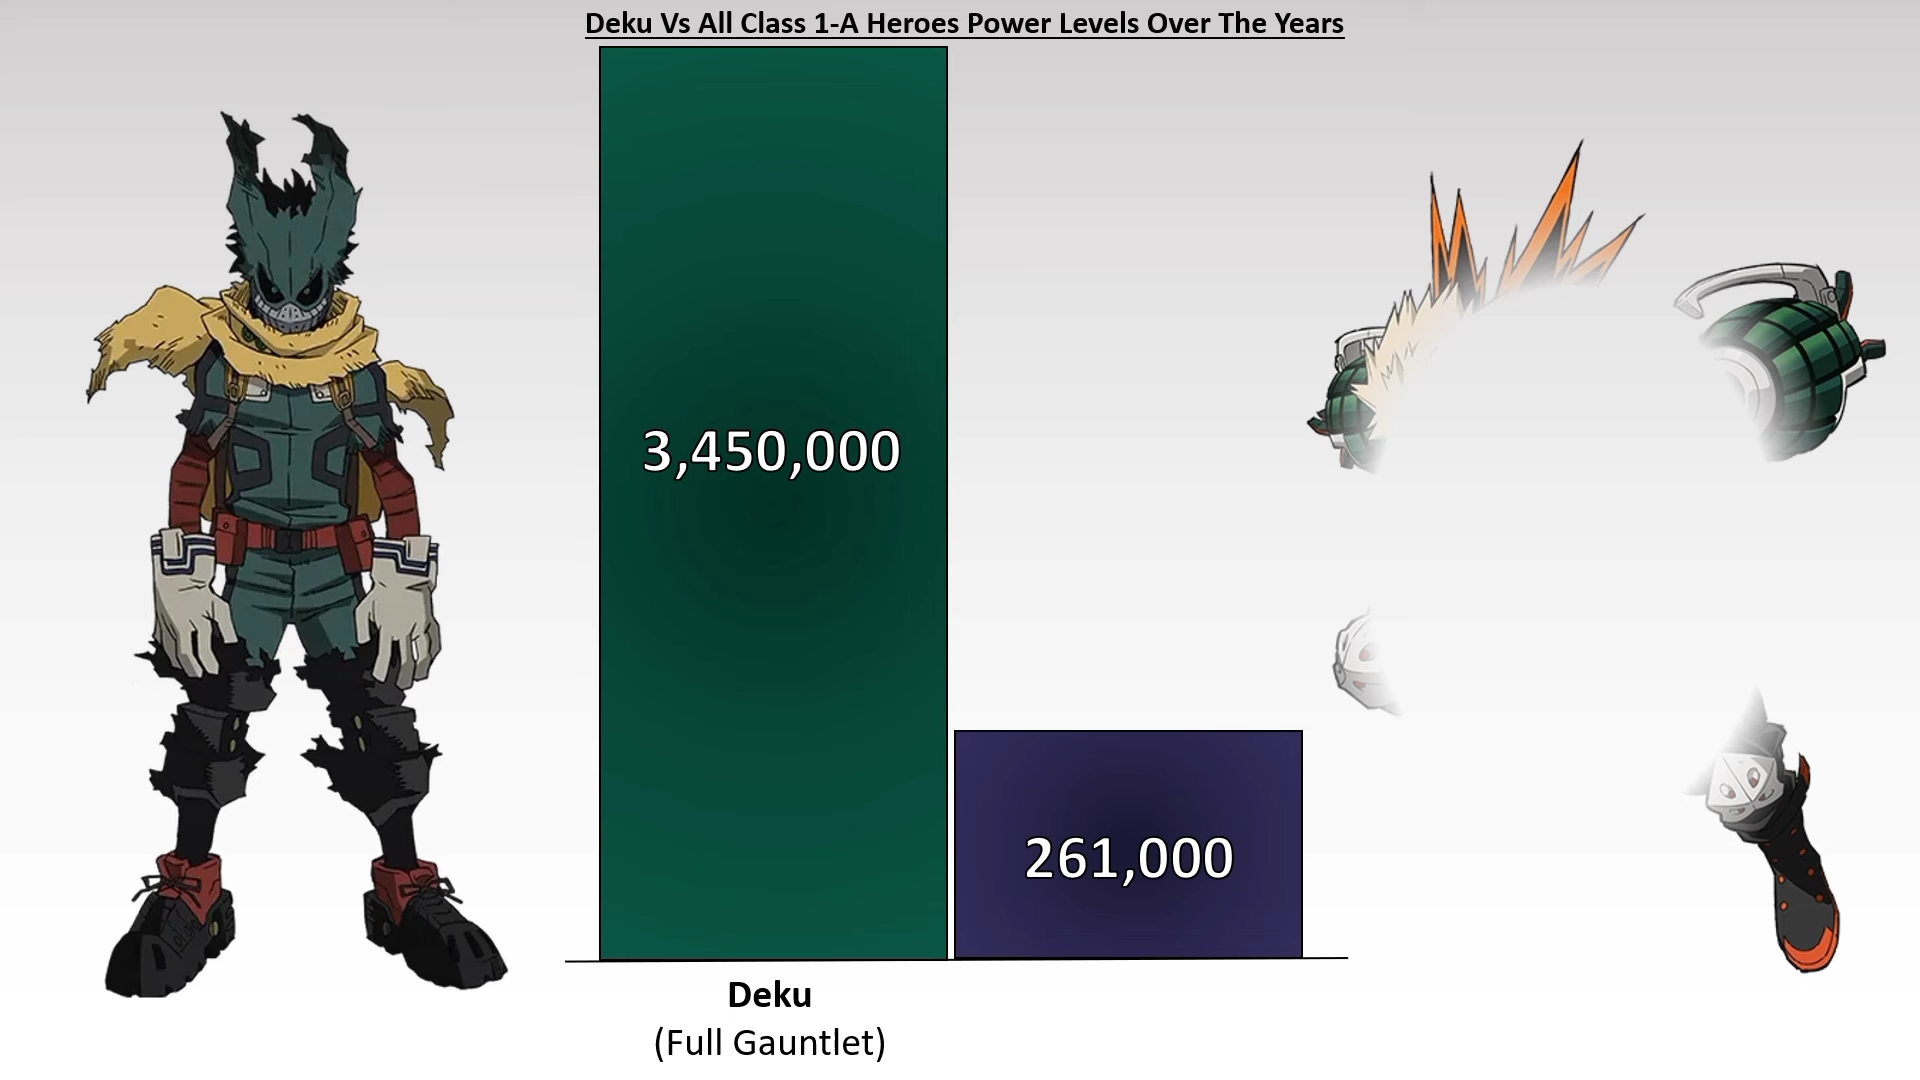 Deku Vs All Class 1-A Heroes Power Levels Over The Years
3,450,000
261,000
Deku
(Full Gauntlet)